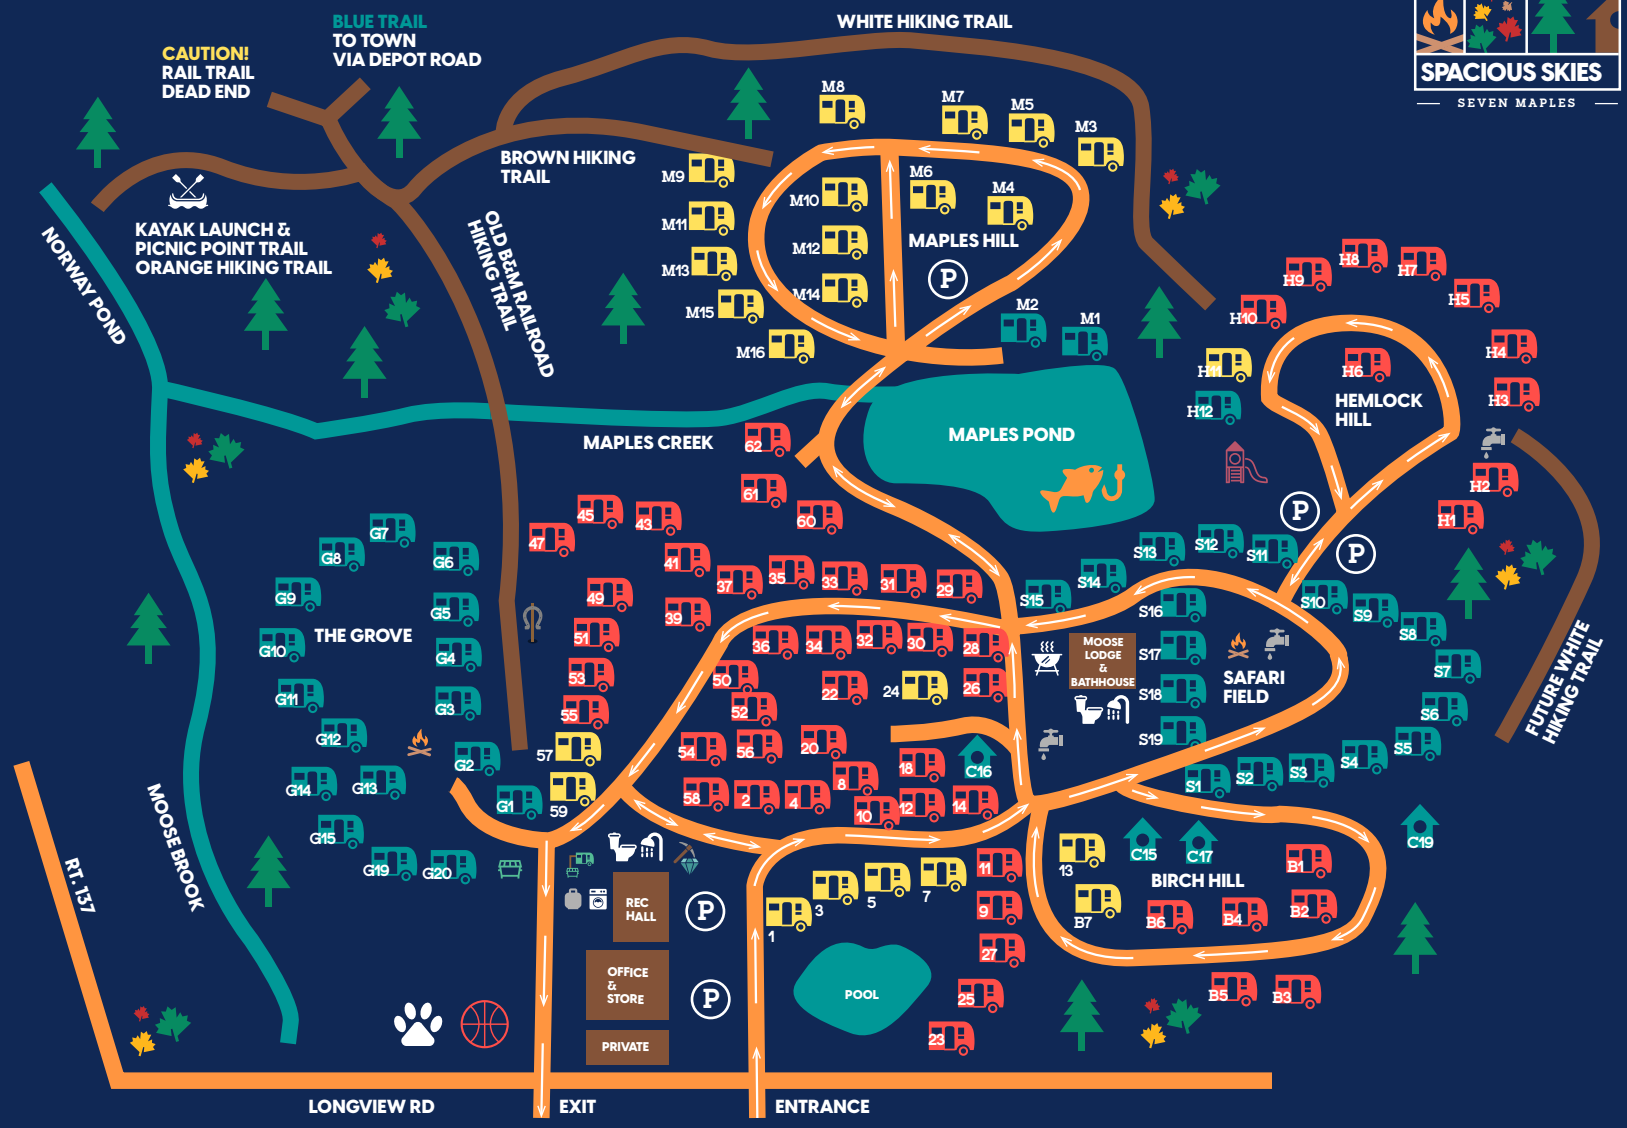 BLUE TRAIL
TO TOWN
VIA DEPOT ROAD
WHITE HIKING TRAIL
CAUTION!
RAIL TRAIL
DEAD END
SPACIOUS SKIES
SEVEN MAPLES
BROWN HIKING
TRAIL
KAYAK LAUNCH &
PICNIC POINT TRAIL
ORANGE HIKING TRAIL
NORWAY POND
OLD B&M RAILROAD
HIKING TRAIL
M8
M7
M5
M3
M9
M6
M4
M10
M11
M12
MAPLES HILL
M13
M14
P
M15
M16
M2
M1
H9
H8
H7
H5
H10
H4
H11
H6
H3
H12
HEMLOCK
HILL
H2
H1
P
P
MAPLES CREEK
62
MAPLES POND
61
60
45
43
47
41
37
35
33
31
29
49
39
51
53
55
57
59
36
34
32
30
28
50
52
22
24
26
54
56
20
18
C16
58
2
4
8
10
12
14
G7
G8
G6
G9
G5
G10
THE GROVE
G4
G11
G3
G12
G2
G14
G13
G1
G15
G19
G20
S13
S12
S11
S14
S15
S10
S9
S8
S16
S7
MOOSE
LODGE
&
BATHHOUSE
S17
S18
SAFARI
FIELD
S6
S19
S5
S4
S3
S2
S1
FUTURE WHITE
HIKING TRAIL
C19
MOOSE BROOK
RT. 137
REC
HALL
P
OFFICE
&
STORE
P
PRIVATE
1
3
5
7
11
9
27
25
23
POOL
13
C15
C17
B1
BIRCH HILL
B7
B6
B4
B2
B5
B3
LONGVIEW RD
EXIT
ENTRANCE